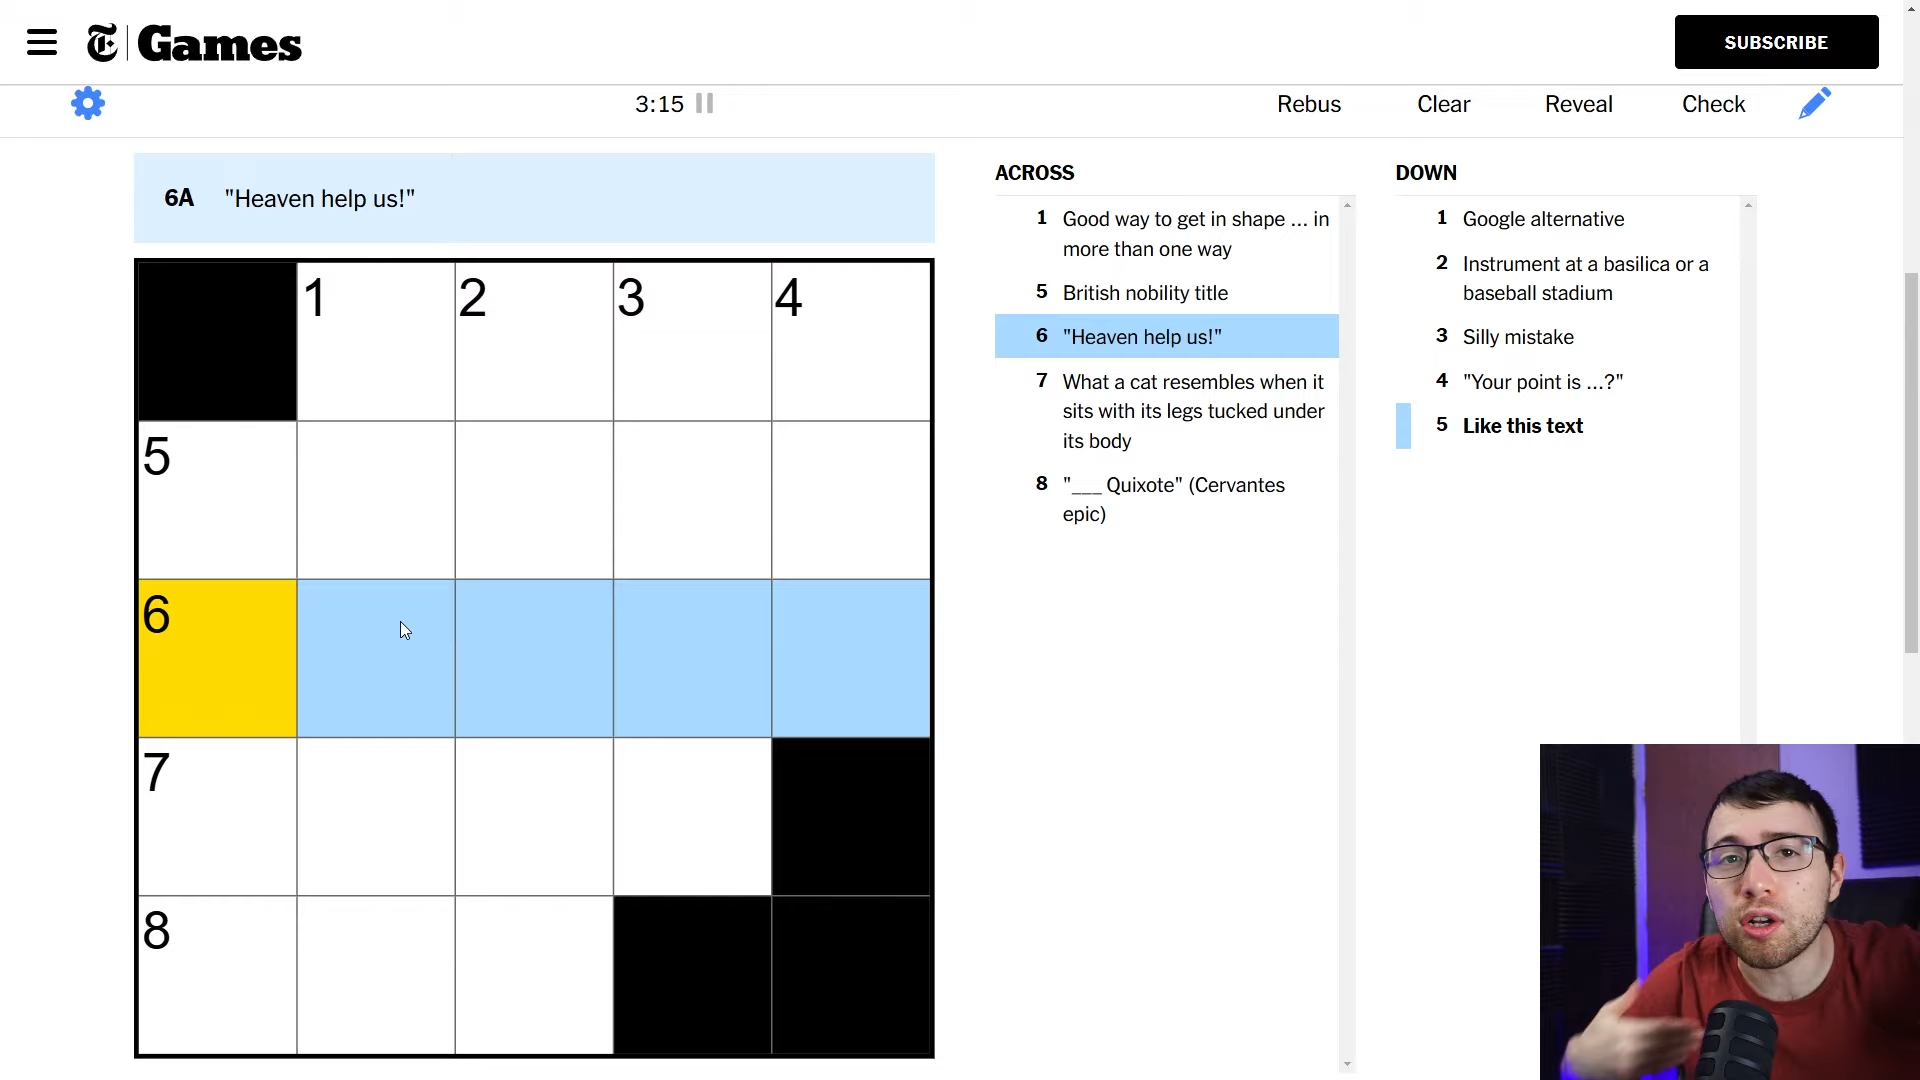 T Games
SUBSCRIBE
3:15
Rebus
Clear
Reveal
Check
6A "Heaven help us!"
1
2
3
4
5
6
7
8
ACROSS
1 Good way to get in shape ... in
more than one way
5 British nobility title
6 "Heaven help us!"
7 What a cat resembles when it
sits with its legs tucked under
its body
8 "___ Quixote" (Cervantes
epic)
DOWN
1 Google alternative
2 Instrument at a basilica or a
baseball stadium
3 Silly mistake
4 "Your point is ...?"
5 Like this text